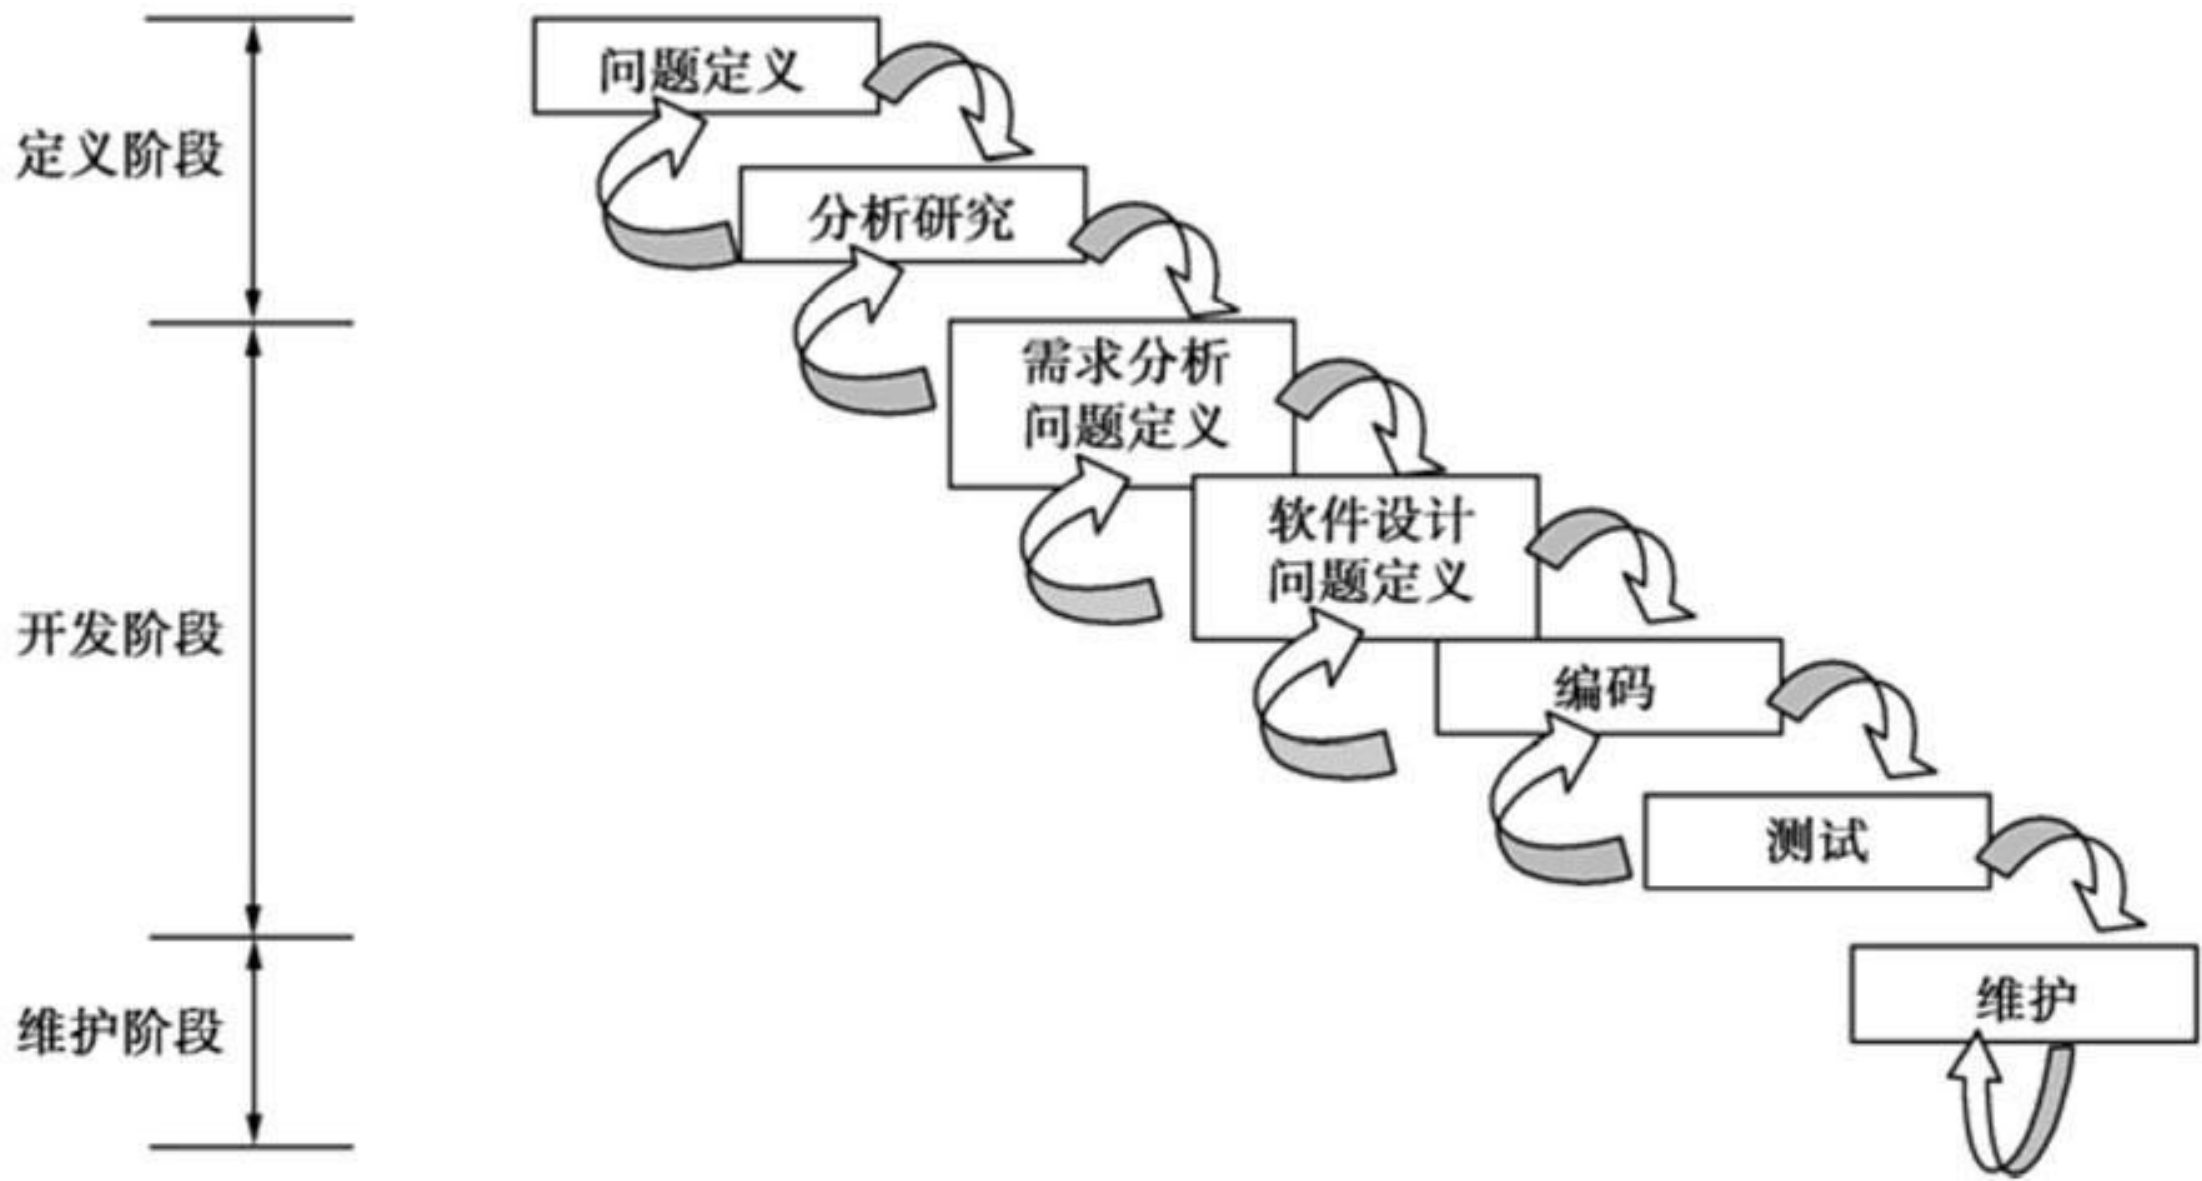 问题定义
定义阶段
分析研究
需求分析
问题定义
软件设计
问题定义
开发阶段
编码
测试
维护
维护阶段